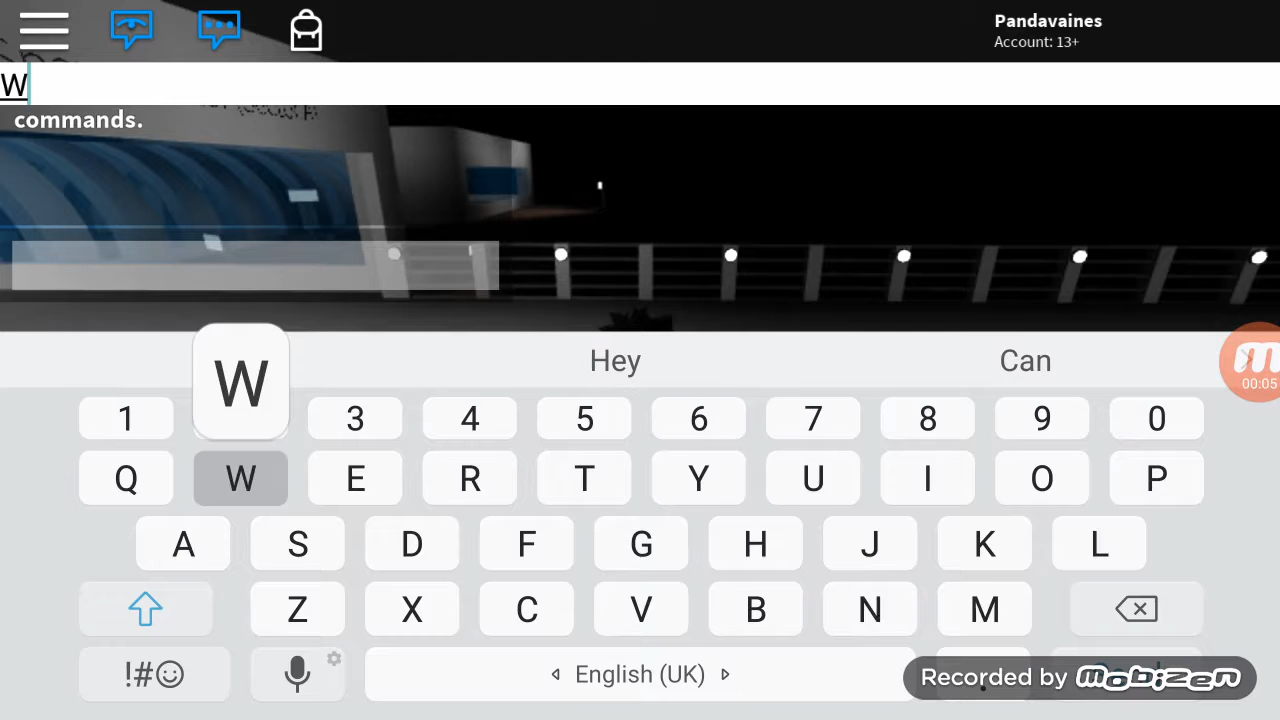 Pandavaines
Account: 13+
W
commands.
W
Hey
Can
00:05
1 3 4 5 6 7 8 9 0
Q W E R T Y U I O P
A S D F G H J K L
Z X C V B N M
!#☺
English (UK)
.
Recorded by mobizen